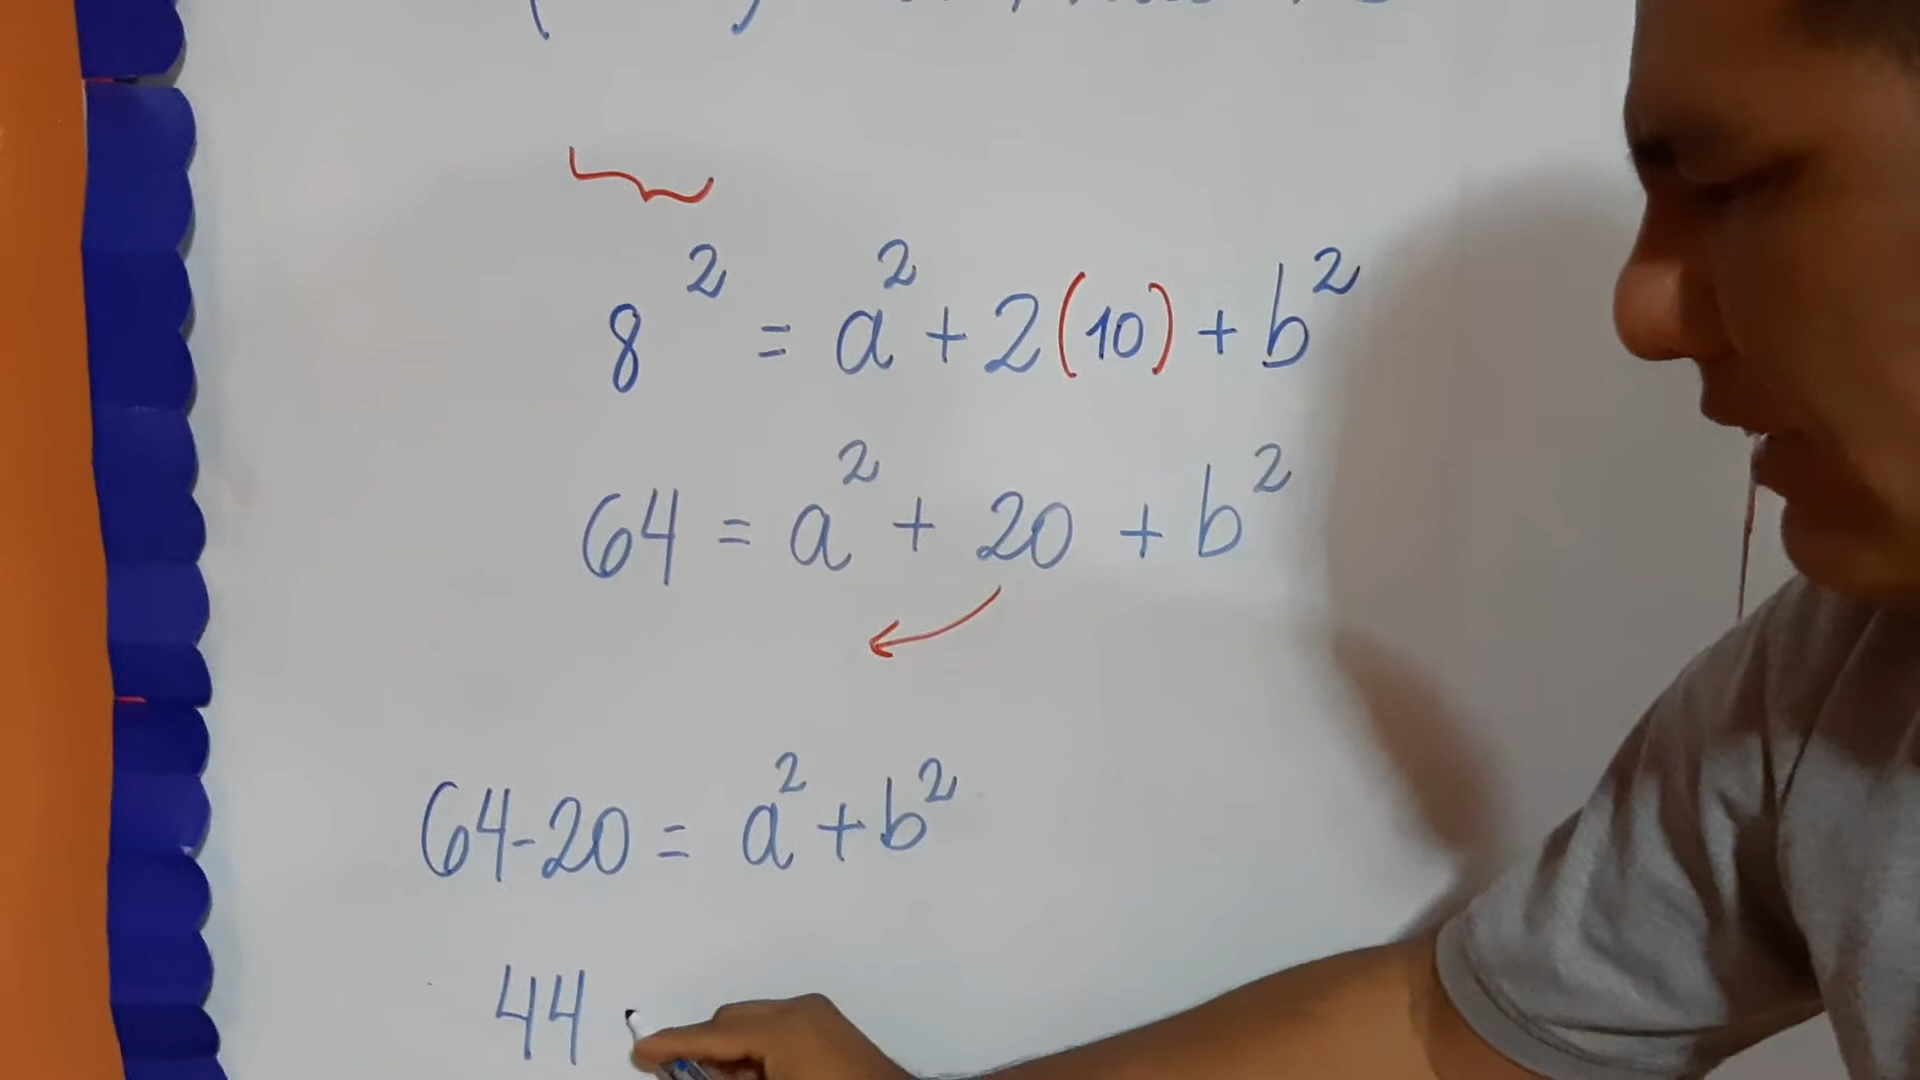 8² = a² + 2(10) + b²
64 = a² + 20 + b²
64-20 = a² + b²
44